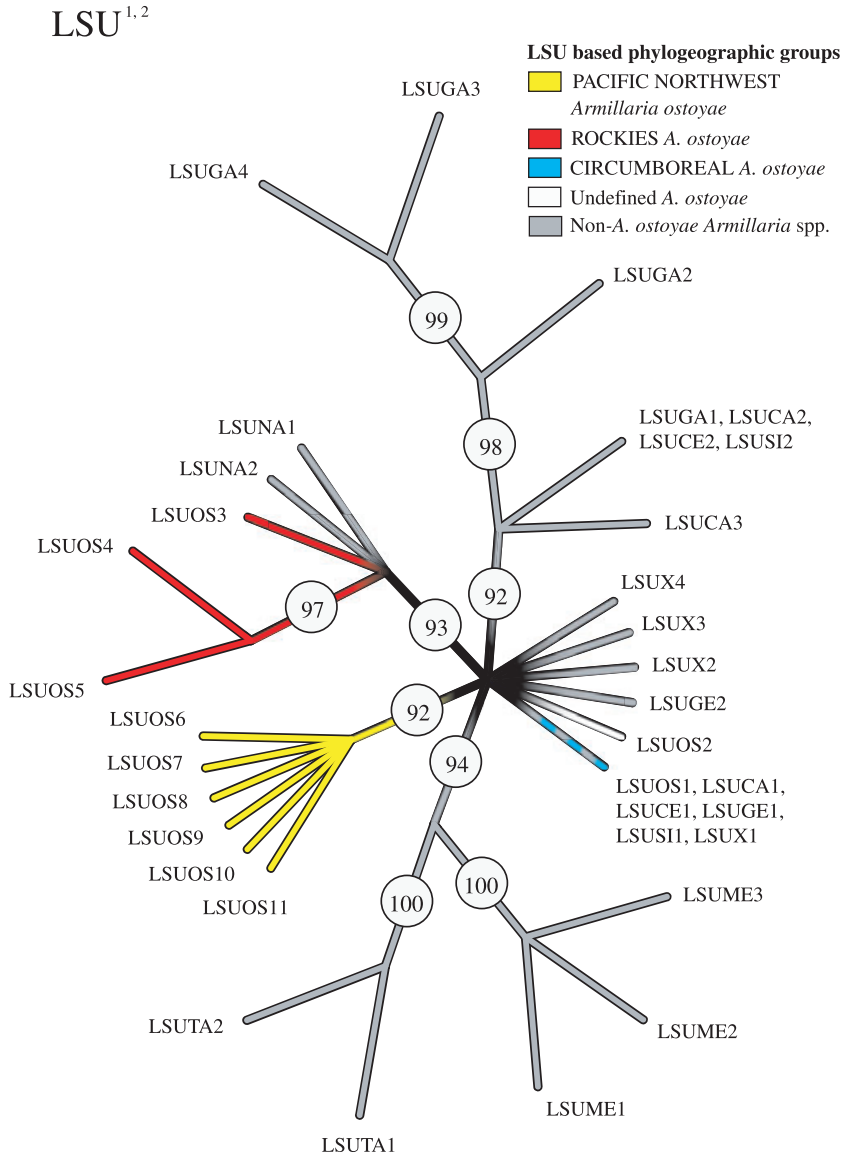 LSU1, 2
LSU based phylogeographic groups
PACIFIC NORTHWEST
Armillaria ostoyae
ROCKIES A. ostoyae
CIRCUMBOREAL A. ostoyae
Undefined A. ostoyae
Non-A. ostoyae Armillaria spp.
LSUGA3
LSUGA4
LSUGA2
99
LSUGA1, LSUCA2,
LSUCE2, LSUSI2
98
LSUNA1
LSUNA2
LSUOS3
LSUCA3
LSUOS4
LSUX4
92
97
93
LSUX3
LSUX2
LSUOS5
LSUGE2
92
LSUOS6
LSUOS2
LSUOS7
94
LSUOS1, LSUCA1,
LSUCE1, LSUGE1,
LSUSI1, LSUX1
LSUOS8
LSUOS9
LSUOS10
LSUOS11
100
100
LSUME3
LSUTA2
LSUME2
LSUME1
LSUTA1